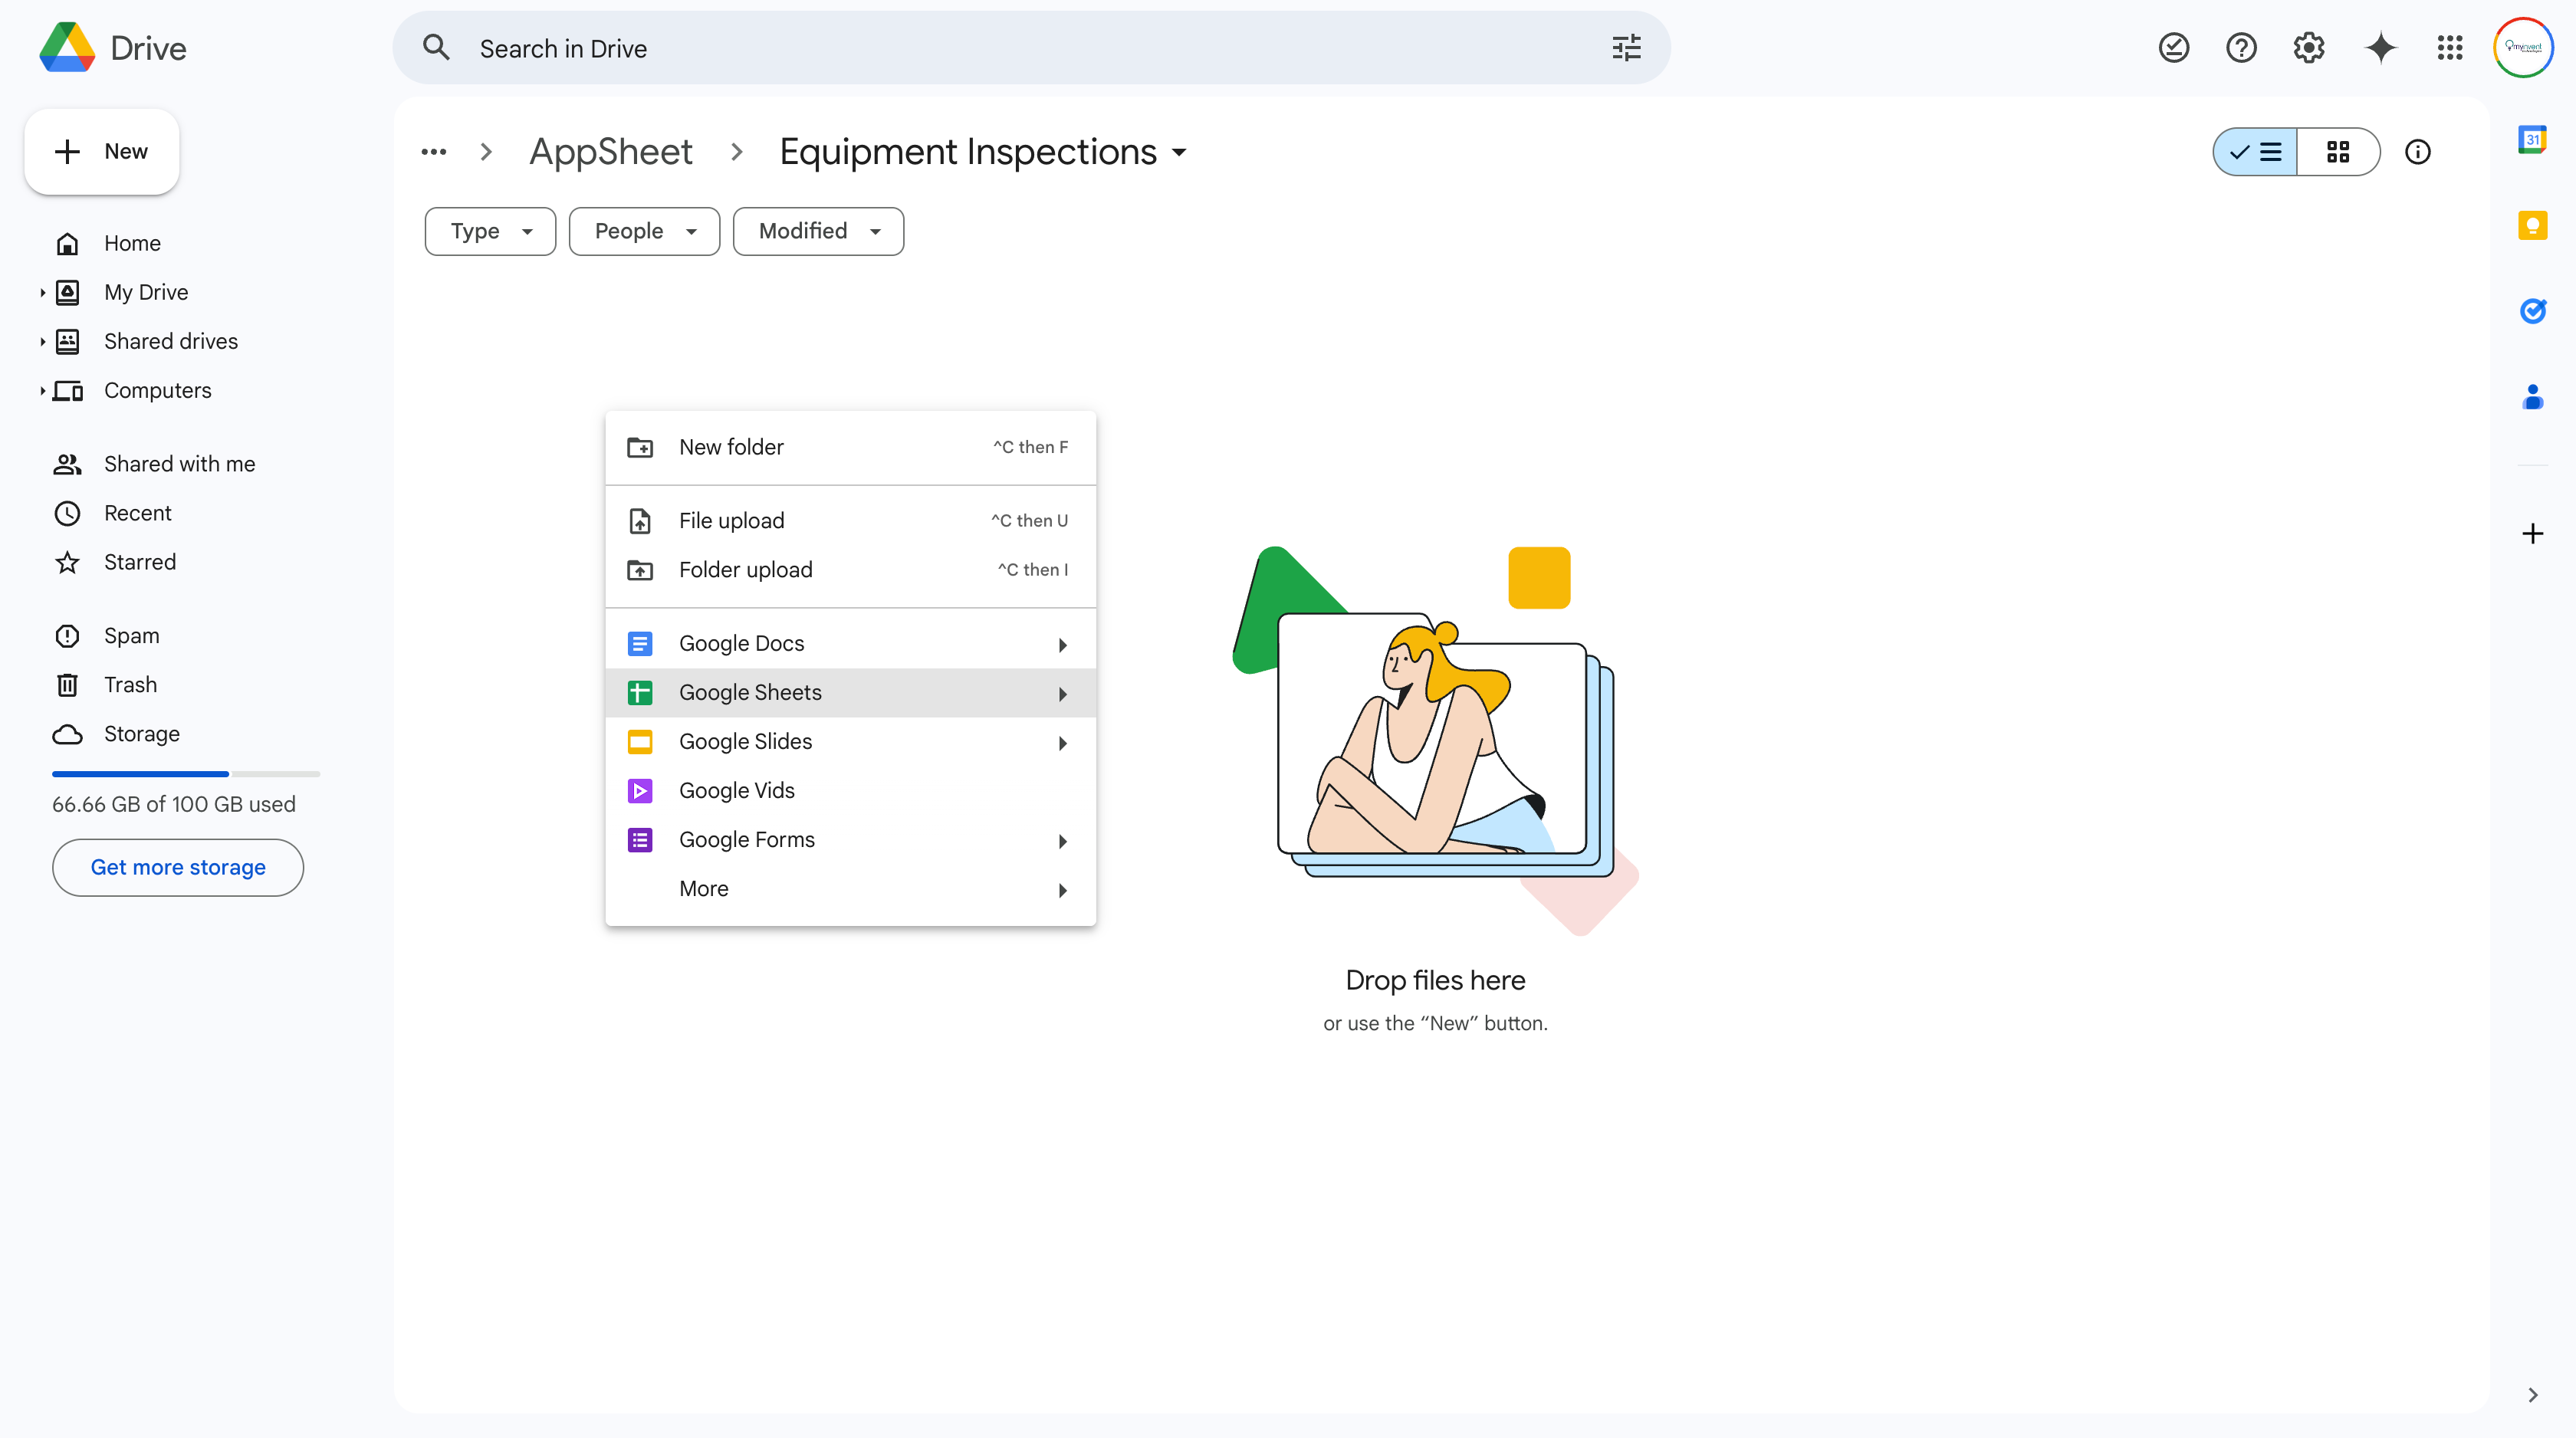 Drive
Search in Drive
myinvent
New
AppSheet
Equipment Inspections
31
Type
People
Modified
Home
My Drive
Shared drives
Computers
Shared with me
Recent
Starred
Spam
Trash
Storage
66.66 GB of 100 GB used
Get more storage
New folder ^C then F
File upload ^C then U
Folder upload ^C then I
Google Docs
Google Sheets
Google Slides
Google Vids
Google Forms
More
Drop files here
or use the “New” button.